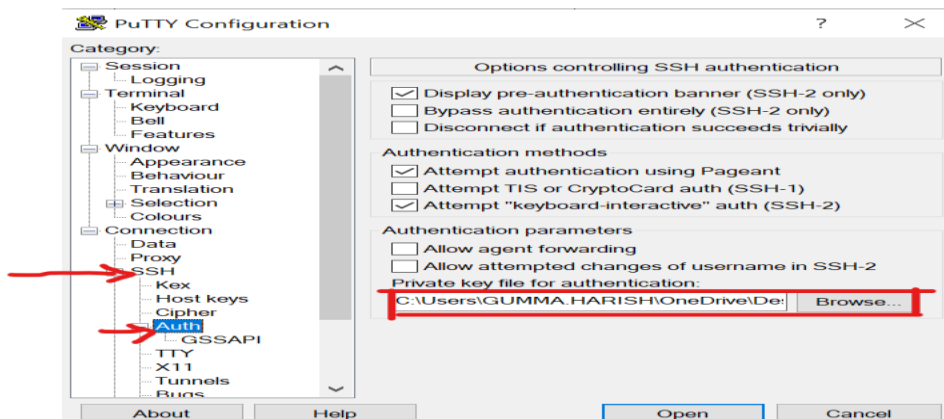 PuTTY Configuration
?
Category:
Session
Logging
Terminal
Keyboard
Bell
Features
Window
Appearance
Behaviour
Translation
Selection
Colours
Connection
Data
Proxy
SSH
Kex
Host keys
Cipher
Auth
GSSAPI
TTY
X11
Tunnels
Bugs
Options controlling SSH authentication
Display pre-authentication banner (SSH-2 only)
Bypass authentication entirely (SSH-2 only)
Disconnect if authentication succeeds trivially
Authentication methods
Attempt authentication using Pageant
Attempt TIS or CryptoCard auth (SSH-1)
Attempt "keyboard-interactive" auth (SSH-2)
Authentication parameters
Allow agent forwarding
Allow attempted changes of username in SSH-2
Private key file for authentication:
C:\Users\GUMMA.HARISH\OneDrive\De
Browse...
About
Help
Open
Cancel